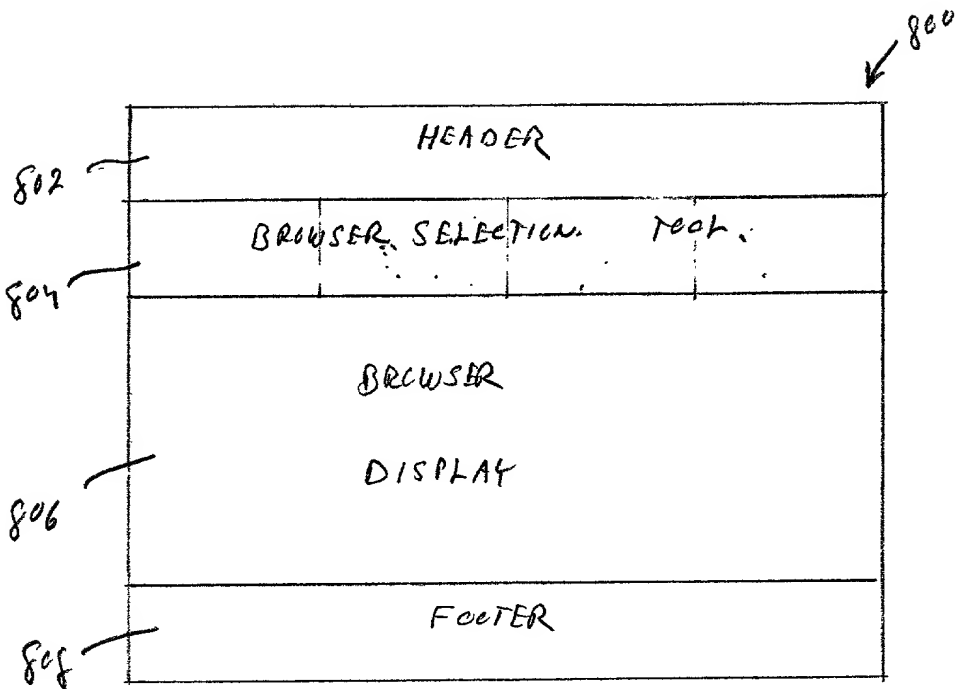 800
HEADER
802
BROWSER SELECTION TOOL
804
BROWSER
DISPLAY
806
FOOTER
808